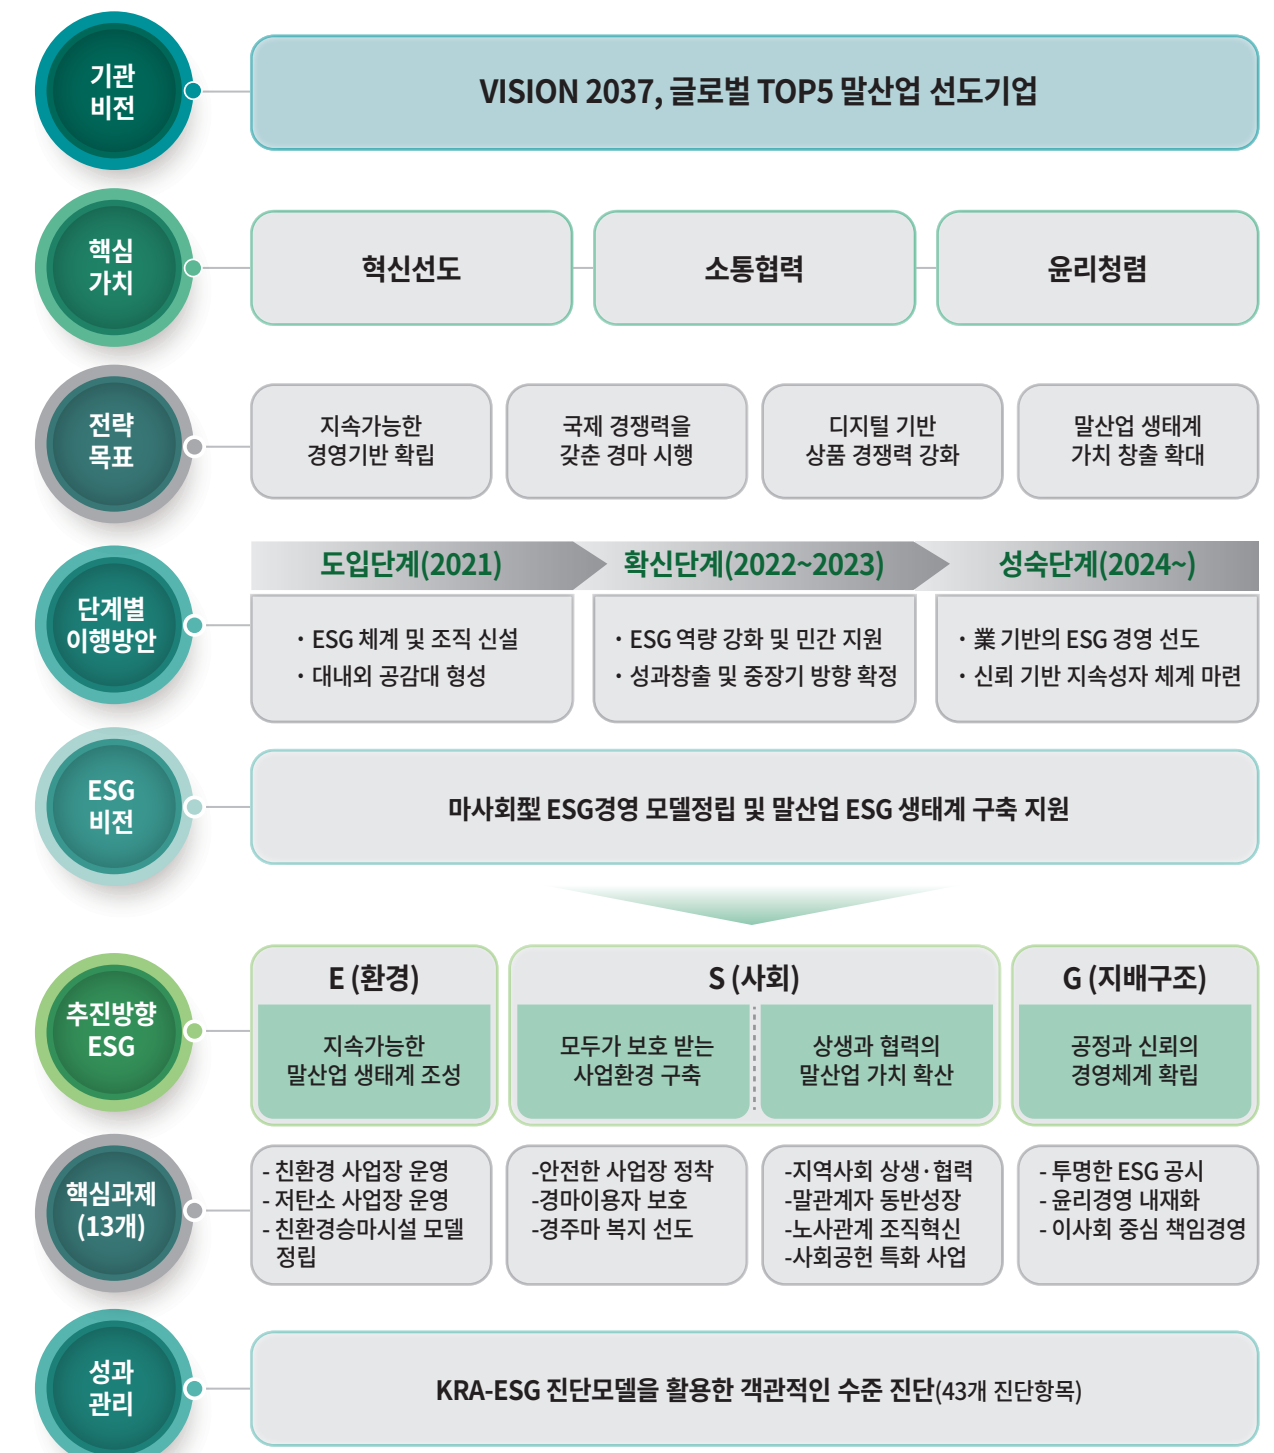 기관
비전
VISION 2037, 글로벌 TOP5 말산업 선도기업
핵심
가치
혁신선도
소통협력
윤리청렴
전략
목표
지속가능한
경영기반 확립
국제 경쟁력을
갖춘 경마 시행
디지털 기반
상품 경쟁력 강화
말산업 생태계
가치 창출 확대
단계별
이행방안
도입단계(2021)
· ESG 체계 및 조직 신설
· 대내외 공감대 형성
확신단계(2022~2023)
· ESG 역량 강화 및 민간 지원
· 성과창출 및 중장기 방향 확정
성숙단계(2024~)
· 業 기반의 ESG 경영 선도
· 신뢰 기반 지속성자 체계 마련
ESG
비전
마사회型 ESG경영 모델정립 및 말산업 ESG 생태계 구축 지원
추진방향
ESG
E (환경)
지속가능한
말산업 생태계 조성
S (사회)
모두가 보호 받는
사업환경 구축
상생과 협력의
말산업 가치 확산
G (지배구조)
공정과 신뢰의
경영체계 확립
핵심과제
(13개)
- 친환경 사업장 운영
- 저탄소 사업장 운영
- 친환경승마시설 모델
정립
-안전한 사업장 정착
-경마이용자 보호
-경주마 복지 선도
-지역사회 상생·협력
-말관계자 동반성장
-노사관계 조직혁신
-사회공헌 특화 사업
- 투명한 ESG 공시
- 윤리경영 내재화
- 이사회 중심 책임경영
성과
관리
KRA-ESG 진단모델을 활용한 객관적인 수준 진단(43개 진단항목)